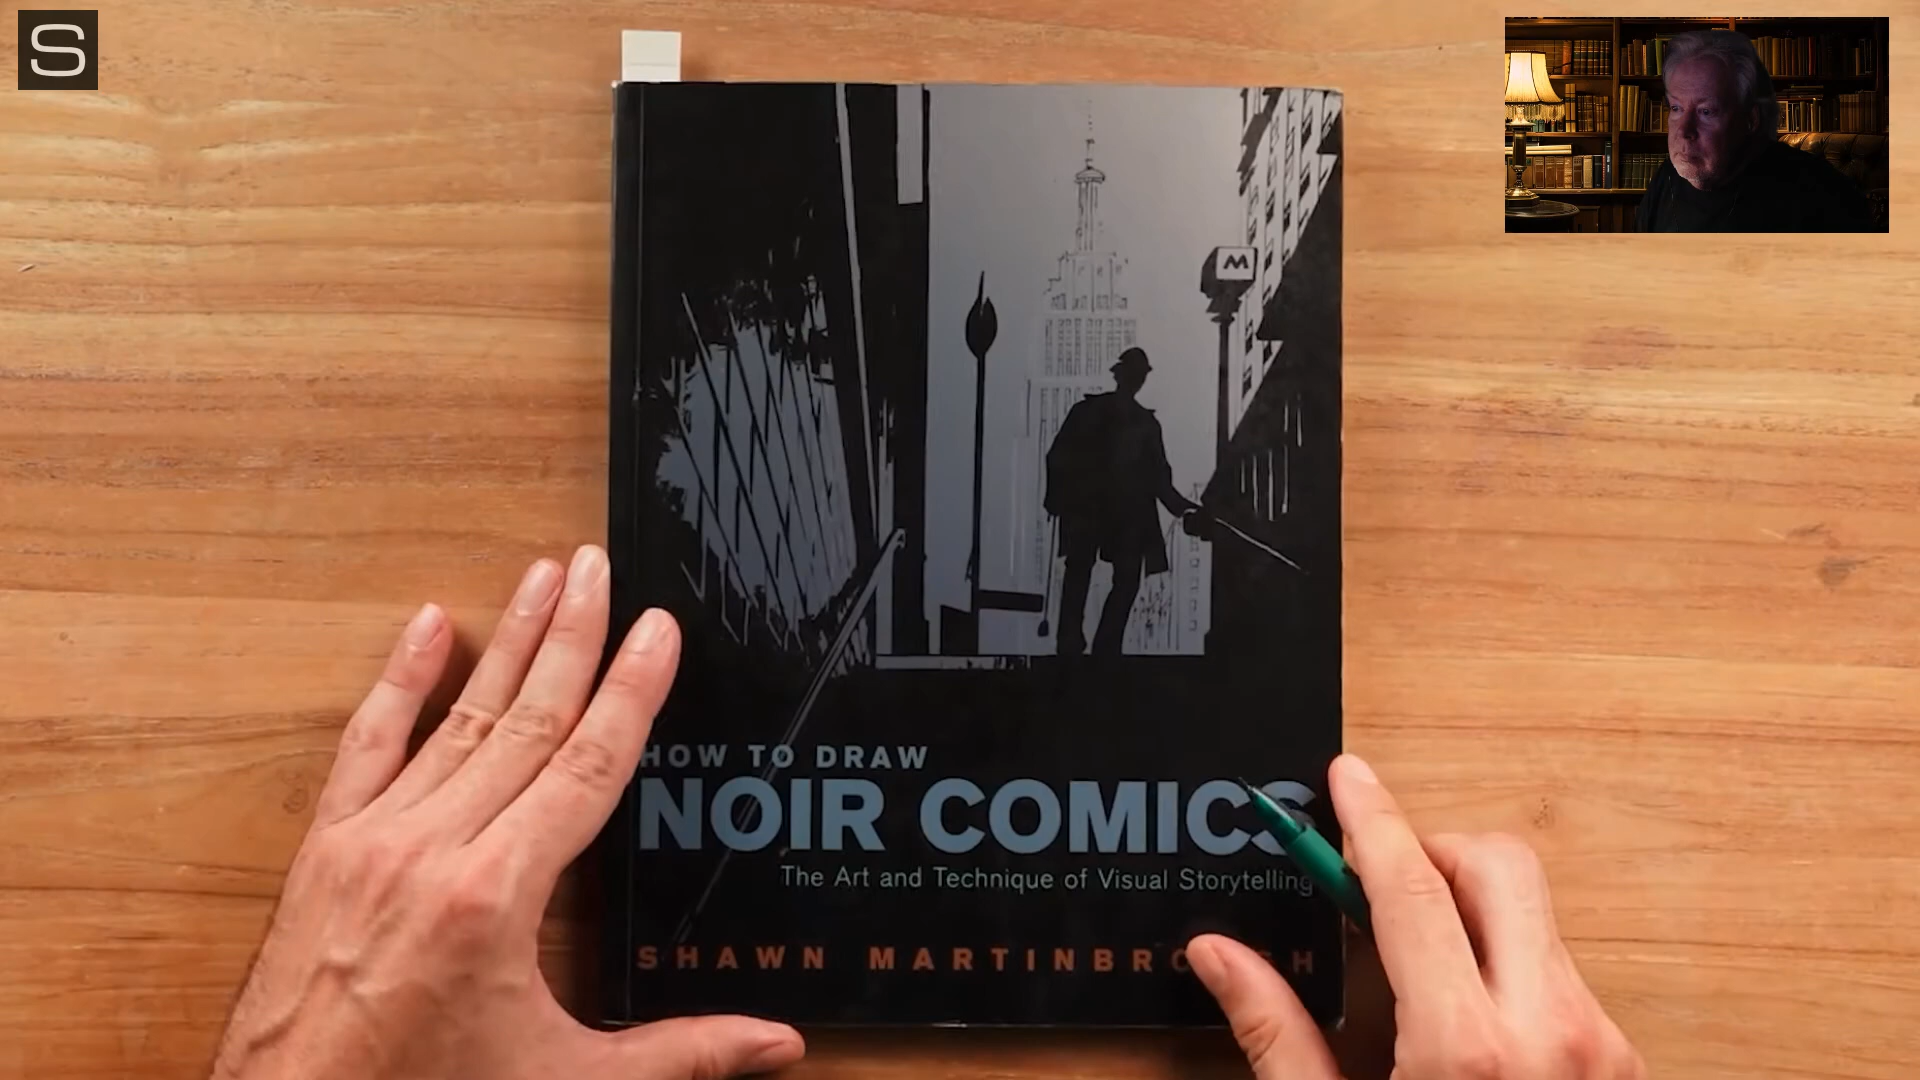 S
M
HOW TO DRAW
NOIR COMICS
The Art and Technique of Visual Storytelling
SHAWN